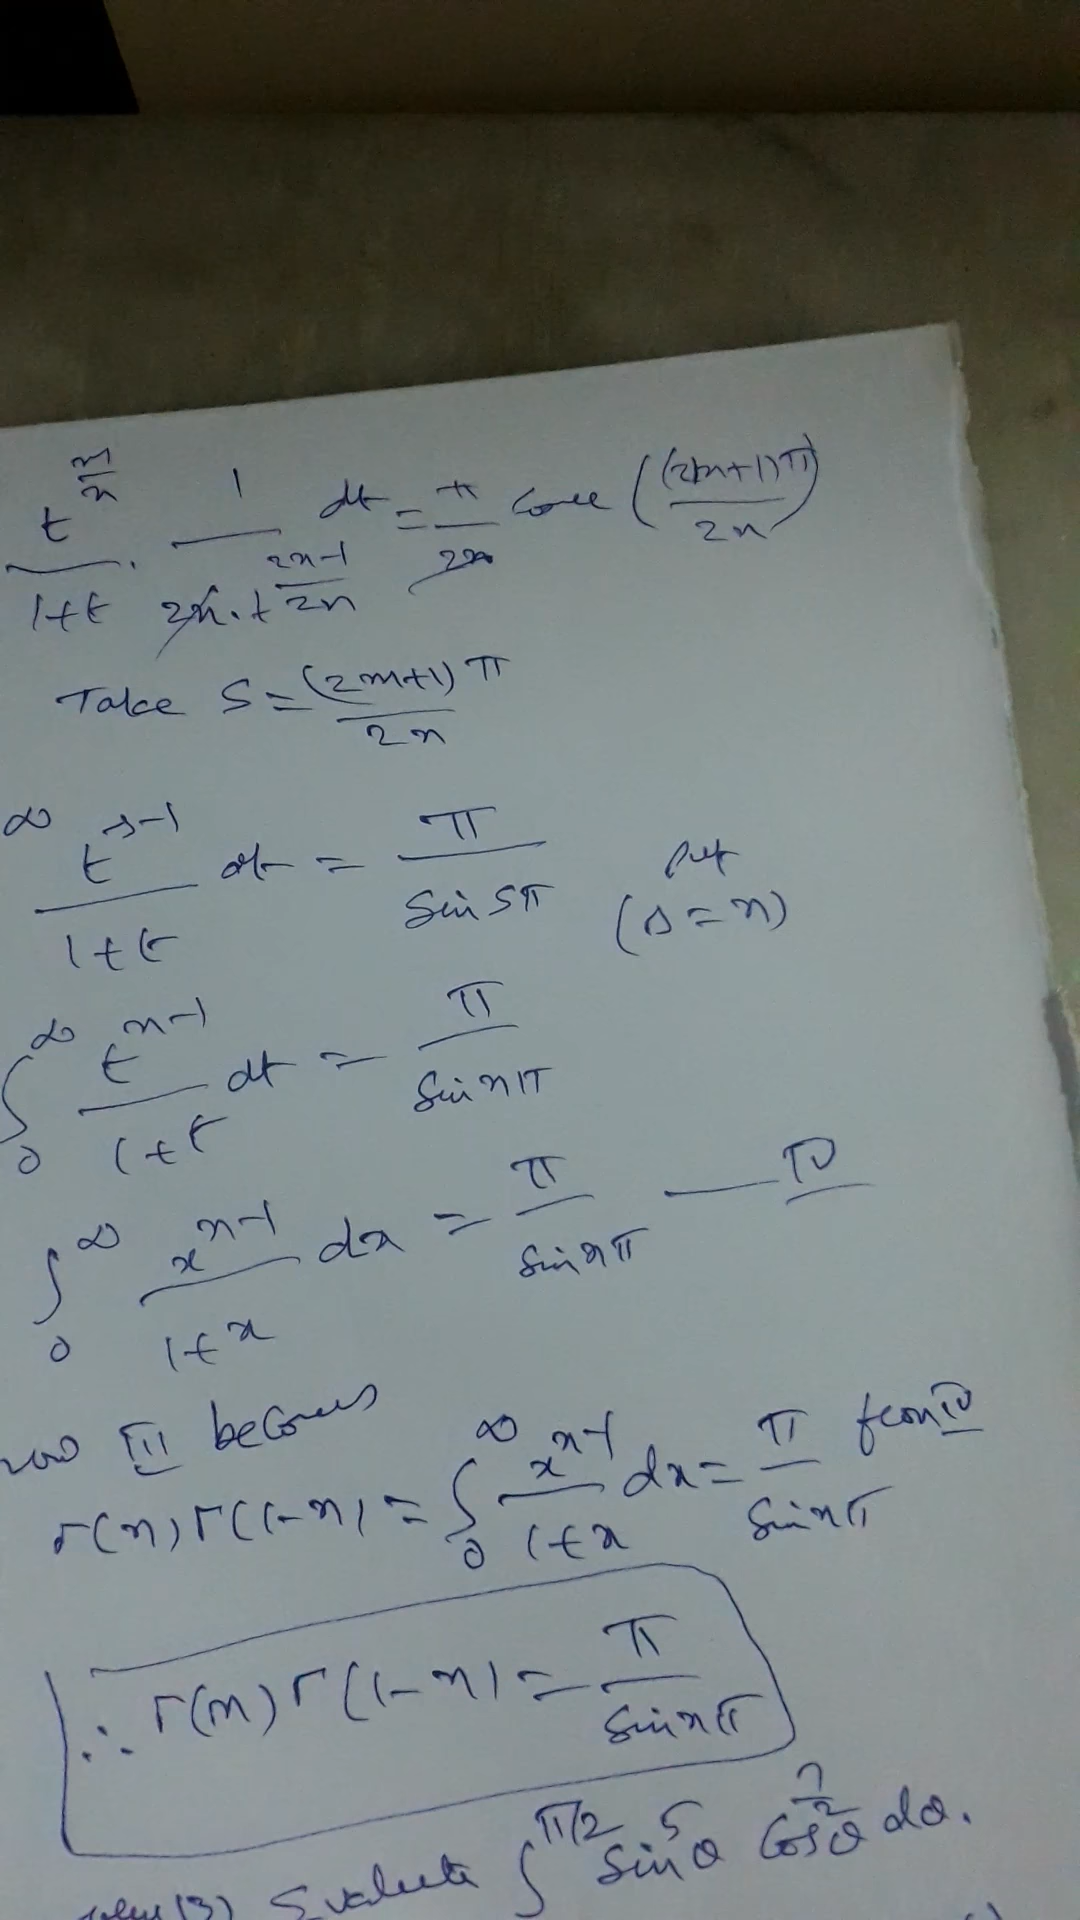 t^(m/n)/(1+t) · 1/(2n·t^((2n-1)/2n)) dt = π/2n Cosec ((2m+1)π/2n)
Take S = (2m+1)π/2n
∞ t^(s-1)/(1+t) dt = π/Sin sπ put (s=n)
∫₀^∞ t^(n-1)/(1+t) dt = π/Sin nπ
∫₀^∞ x^(n-1)/(1+x) dx = π/Sin nπ — IV
now III becomes
Γ(n)Γ(1-n) = ∫₀^∞ x^(n-1)/(1+x) dx = π/Sin nπ from IV
∴ Γ(n)Γ(1-n) = π/Sin nπ
(3) Evaluate ∫^(π/2) Sin⁵θ Cos^(7/2)θ dθ.